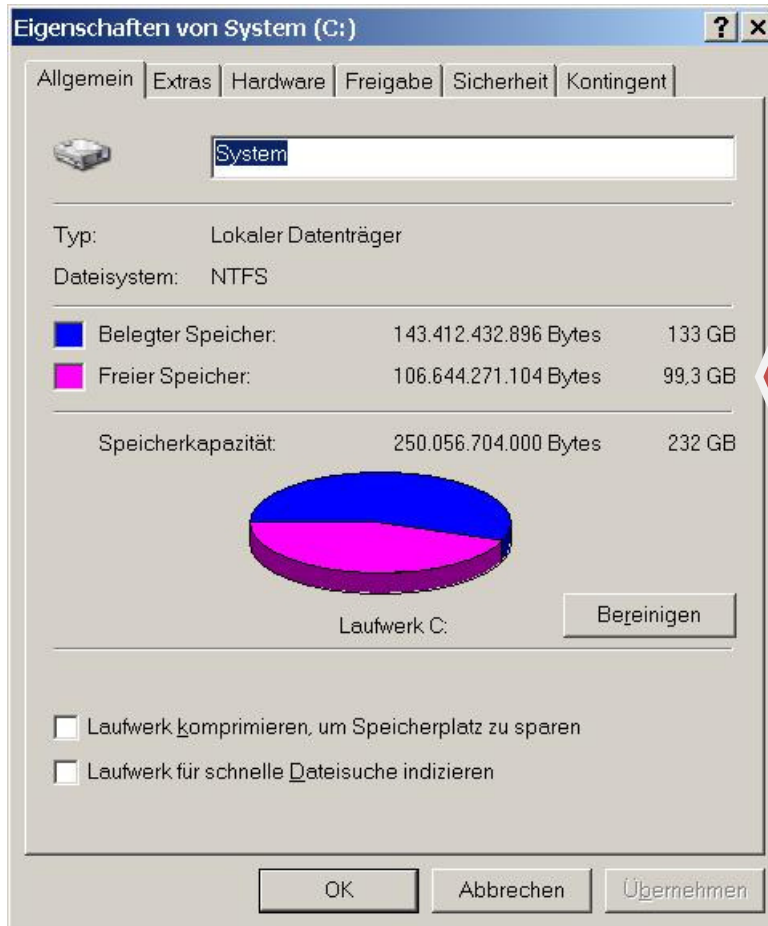 Eigenschaften von System (C:)
Allgemein Extras Hardware Freigabe Sicherheit Kontingent
System
Typ: Lokaler Datenträger
Dateisystem: NTFS
Belegter Speicher: 143.412.432.896 Bytes 133 GB
Freier Speicher: 106.644.271.104 Bytes 99,3 GB
Speicherkapazität: 250.056.704.000 Bytes 232 GB
Laufwerk C: Bereinigen
Laufwerk komprimieren, um Speicherplatz zu sparen
Laufwerk für schnelle Dateisuche indizieren
OK Abbrechen Übernehmen